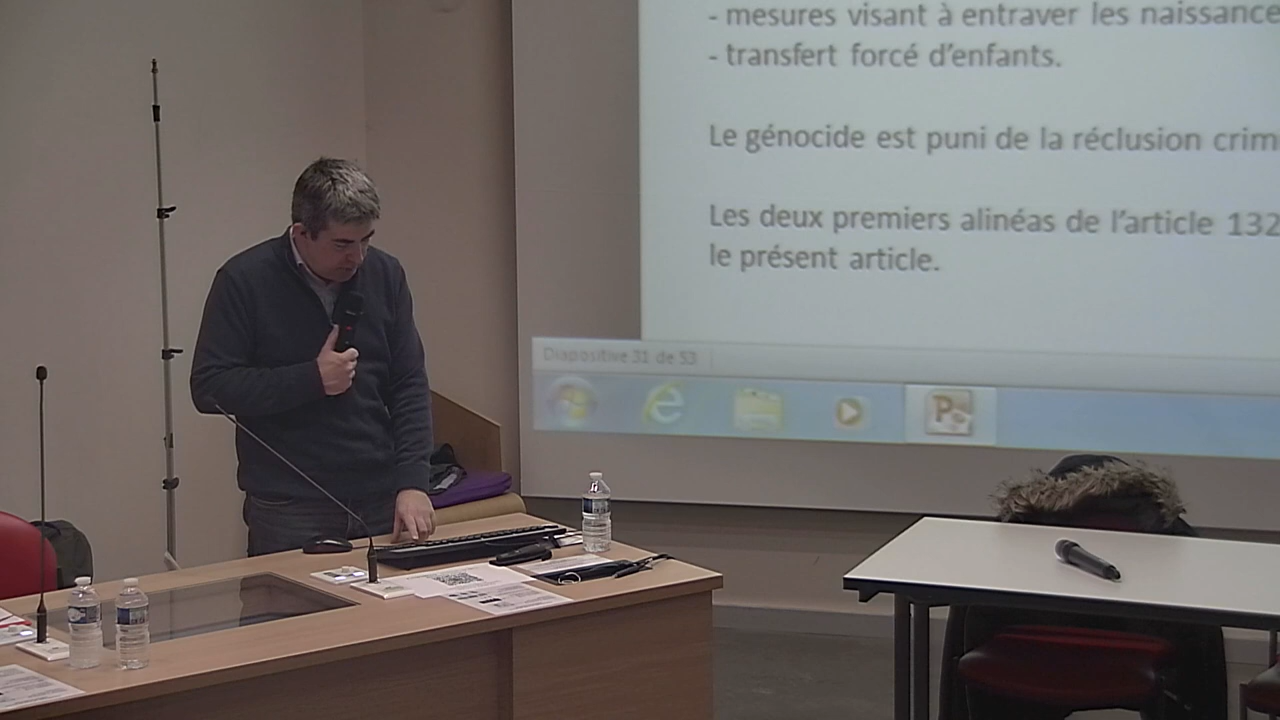 - mesures visant à entraver les naissance
- transfert forcé d'enfants.
Le génocide est puni de la réclusion crim
Les deux premiers alinéas de l'article 132
le présent article.
Diapositive 31 de 53